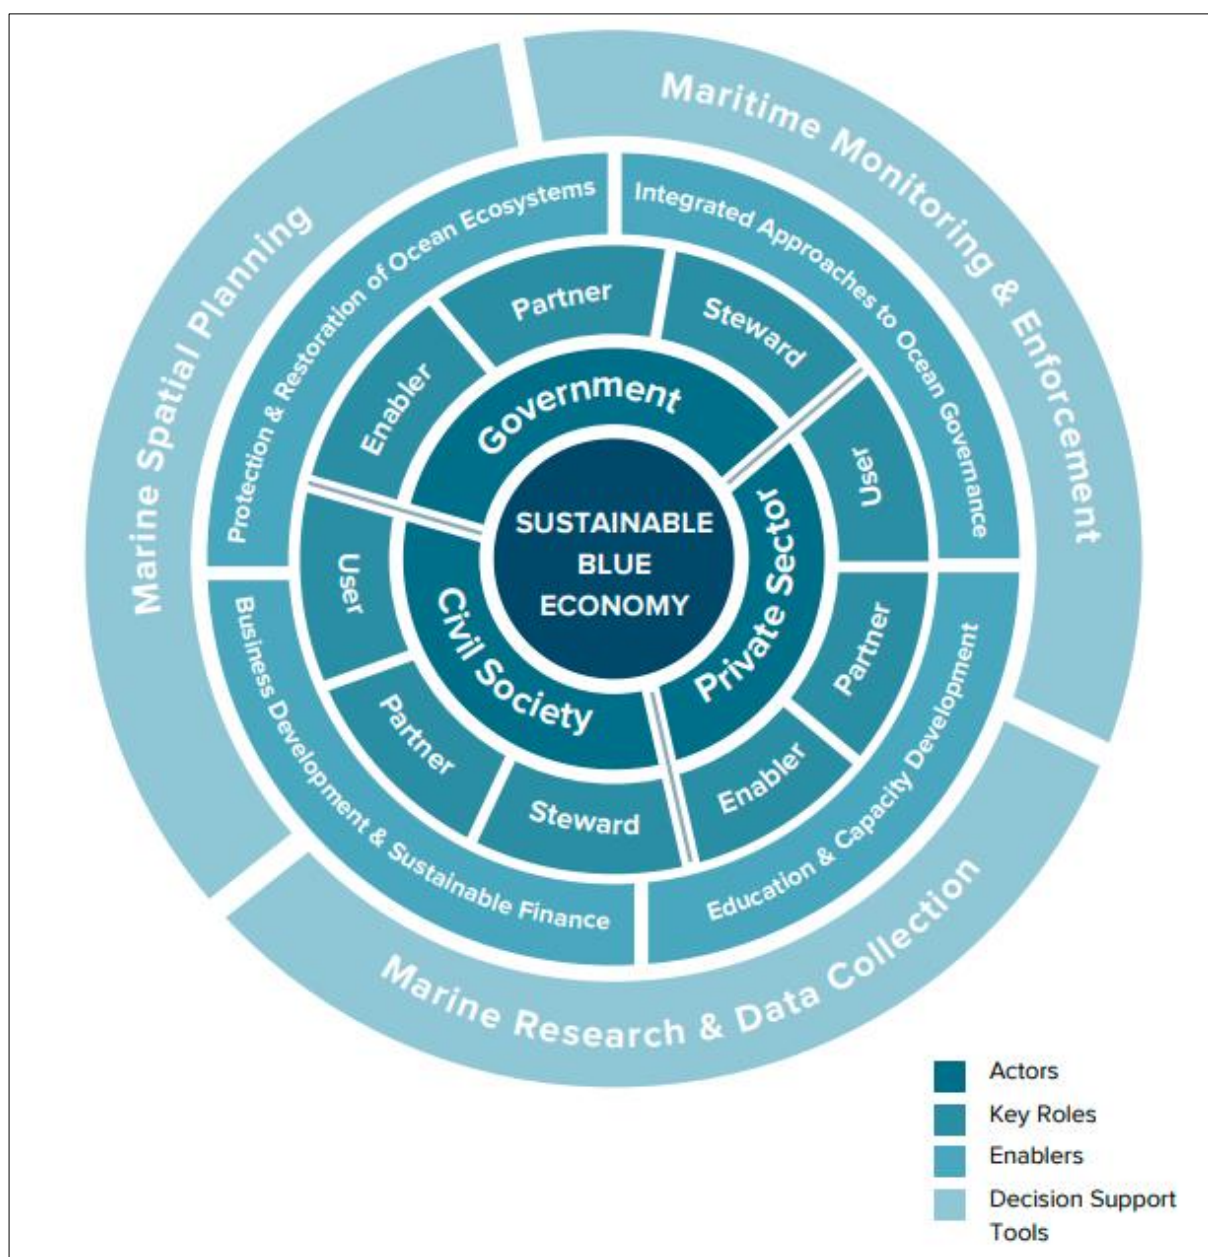 Maritime Monitoring & Enforcement
Marine Spatial Planning
Marine Research & Data Collection
Protection & Restoration of Ocean Ecosystems
Integrated Approaches to Ocean Governance
Education & Capacity Development
Business Development & Sustainable Finance
Enabler
Partner
Steward
User
Partner
Enabler
Steward
Partner
User
Government
Private Sector
Civil Society
SUSTAINABLE
BLUE
ECONOMY
Actors
Key Roles
Enablers
Decision Support
Tools